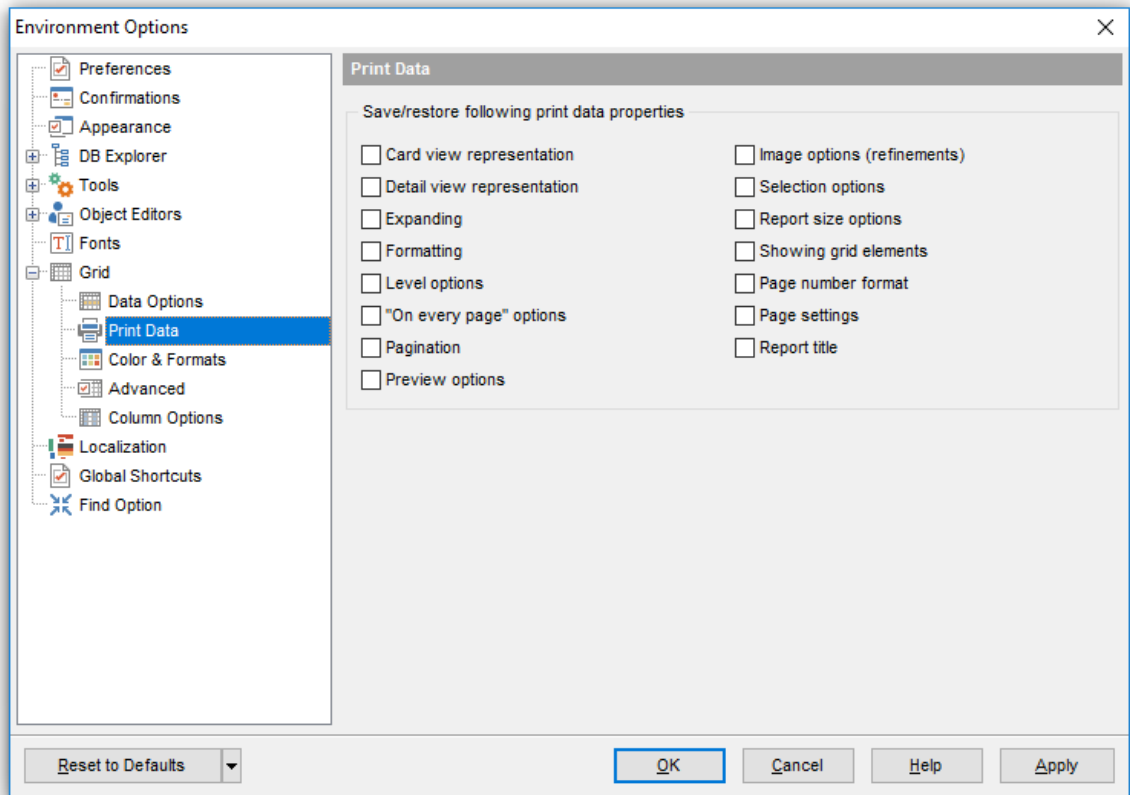 Environment Options
Preferences
Confirmations
Appearance
DB Explorer
Tools
Object Editors
Fonts
Grid
Data Options
Print Data
Color & Formats
Advanced
Column Options
Localization
Global Shortcuts
Find Option
Print Data
Save/restore following print data properties
Card view representation
Detail view representation
Expanding
Formatting
Level options
"On every page" options
Pagination
Preview options
Image options (refinements)
Selection options
Report size options
Showing grid elements
Page number format
Page settings
Report title
Reset to Defaults
OK
Cancel
Help
Apply